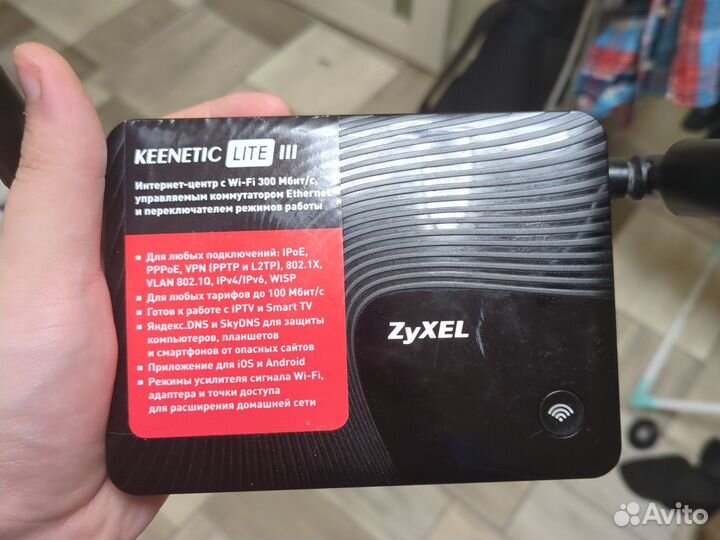 KEENETIC LITE III
Интернет-центр с Wi-Fi 300 Мбит/с,
управляемым коммутатором Ethernet
и переключателем режимов работы
Для любых подключений: IPoE,
PPPoE, VPN (PPTP и L2TP), 802.1X,
VLAN 802.1Q, IPv4/IPv6, WISP
Для любых тарифов до 100 Мбит/с
Готов к работе с IPTV и Smart TV
Яндекс.DNS и SkyDNS для защиты
компьютеров, планшетов
и смартфонов от опасных сайтов
Приложение для iOS и Android
Режимы усилителя сигнала Wi-Fi,
адаптера и точки доступа
для расширения домашней сети
ZyXEL
Avito